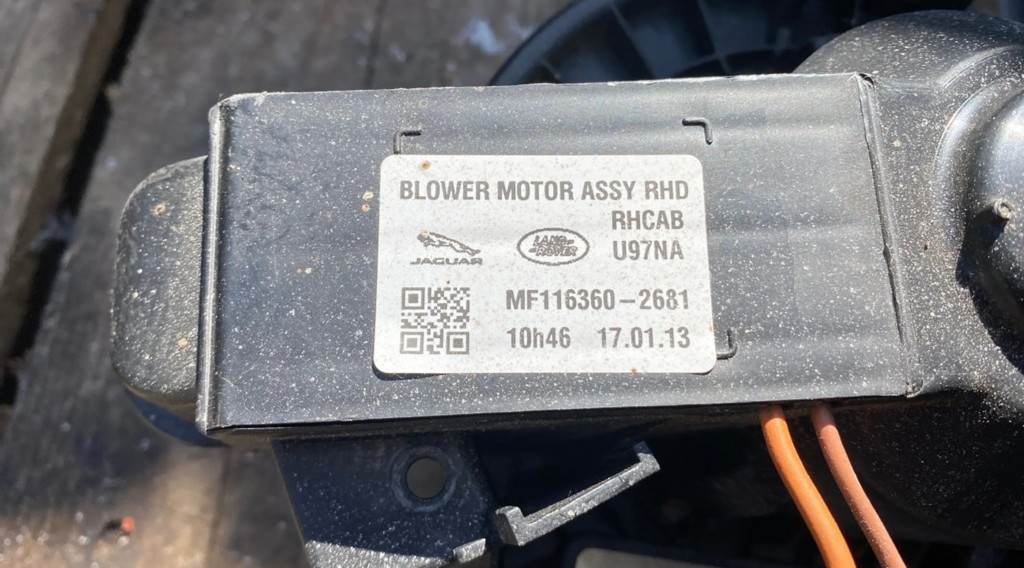 BLOWER MOTOR ASSY RHD
RHCAB
JAGUAR
LAND ROVER
U97NA
MF116360-2681
10h46 17.01.13